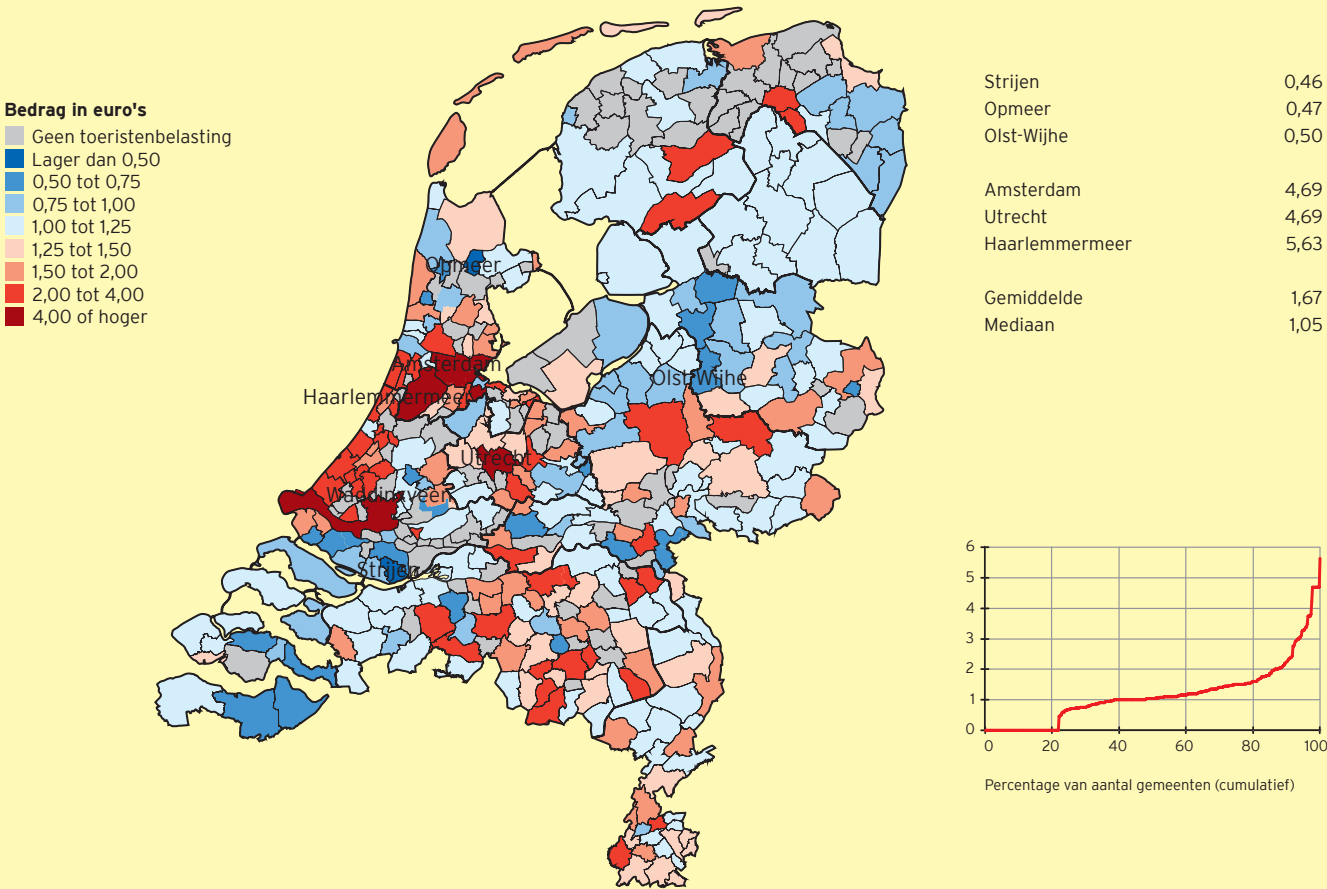 Bedrag in euro's
Geen toeristenbelasting
Lager dan 0,50
0,50 tot 0,75
0,75 tot 1,00
1,00 tot 1,25
1,25 tot 1,50
1,50 tot 2,00
2,00 tot 4,00
4,00 of hoger
Opmeer
Amsterdam
Haarlemmermeer
Olst-Wijhe
Utrecht
Waddinxveen
Strijen
Strijen 0,46
Opmeer 0,47
Olst-Wijhe 0,50
Amsterdam 4,69
Utrecht 4,69
Haarlemmermeer 5,63
Gemiddelde 1,67
Mediaan 1,05
6
5
4
3
2
1
0
0 20 40 60 80 100
Percentage van aantal gemeenten (cumulatief)